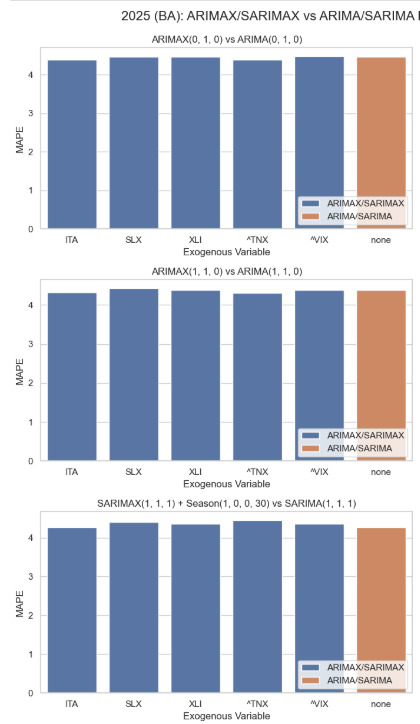 2025 (BA): ARIMAX/SARIMAX vs ARIMA/SARIMA
ARIMAX(0, 1, 0) vs ARIMA(0, 1, 0)
4
3
2
1
0
MAPE
ARIMAX/SARIMAX
ARIMA/SARIMA
ITA SLX XLI ^TNX ^VIX none
Exogenous Variable
ARIMAX(1, 1, 0) vs ARIMA(1, 1, 0)
4
3
2
1
0
MAPE
ARIMAX/SARIMAX
ARIMA/SARIMA
ITA SLX XLI ^TNX ^VIX none
Exogenous Variable
SARIMAX(1, 1, 1) + Season(1, 0, 0, 30) vs SARIMA(1, 1, 1)
4
3
2
1
0
MAPE
ARIMAX/SARIMAX
ARIMA/SARIMA
ITA SLX XLI ^TNX ^VIX none
Exogenous Variable